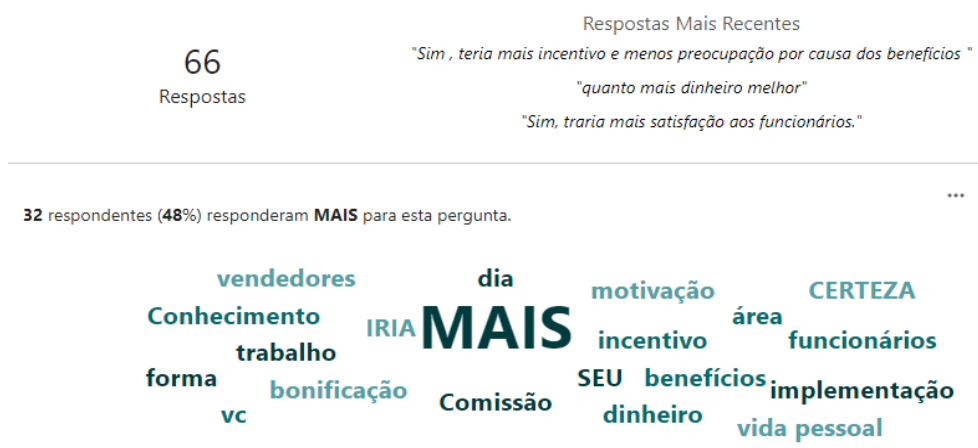 66
Respostas
Respostas Mais Recentes
"Sim , teria mais incentivo e menos preocupação por causa dos benefícios "
"quanto mais dinheiro melhor"
"Sim, traria mais satisfação aos funcionários."
...
32 respondentes (48%) responderam MAIS para esta pergunta.
vendedores
dia
motivação
CERTEZA
Conhecimento
IRIA
MAIS
área
trabalho
incentivo
funcionários
forma
bonificação
Comissão
SEU
benefícios
implementação
vc
dinheiro
vida pessoal